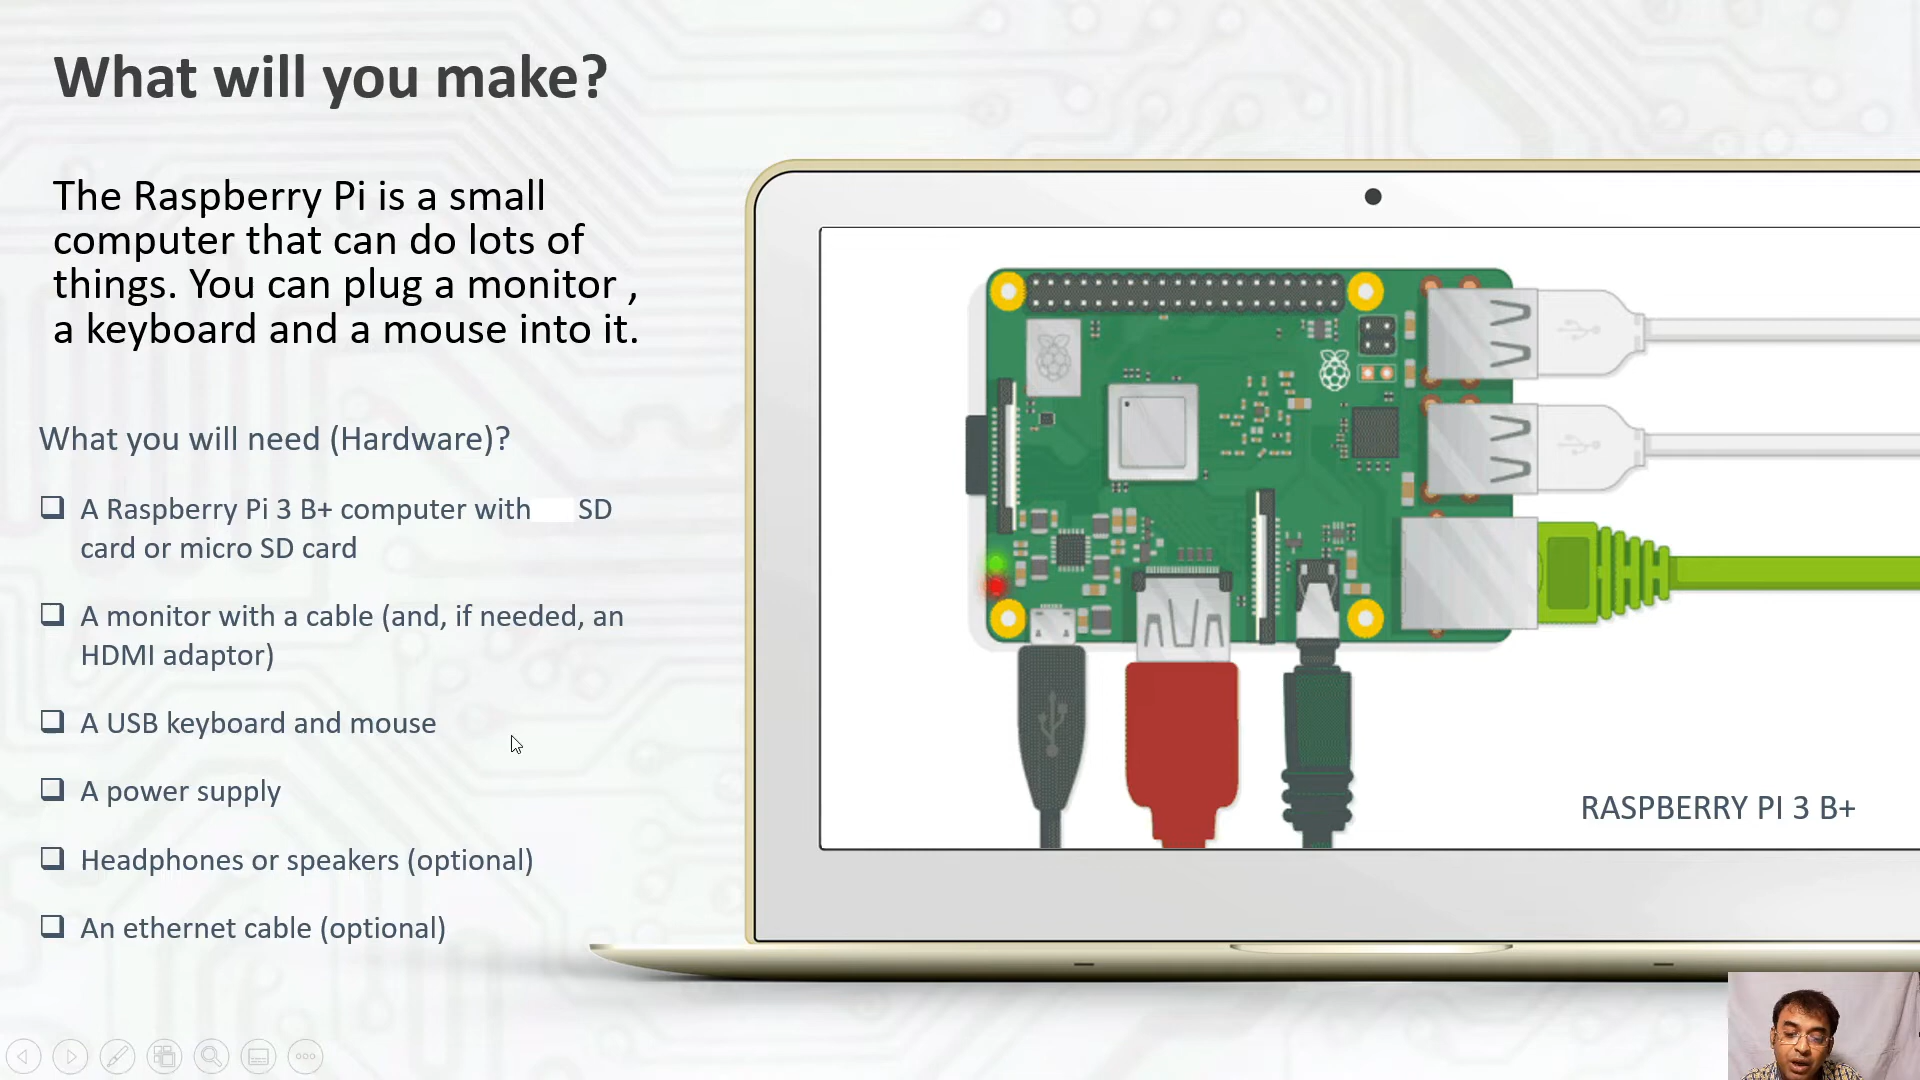 What will you make?
The Raspberry Pi is a small
computer that can do lots of
things. You can plug a monitor ,
a keyboard and a mouse into it.
What you will need (Hardware)?
A Raspberry Pi 3 B+ computer with SD
card or micro SD card
A monitor with a cable (and, if needed, an
HDMI adaptor)
A USB keyboard and mouse
A power supply
Headphones or speakers (optional)
An ethernet cable (optional)
RASPBERRY PI 3 B+